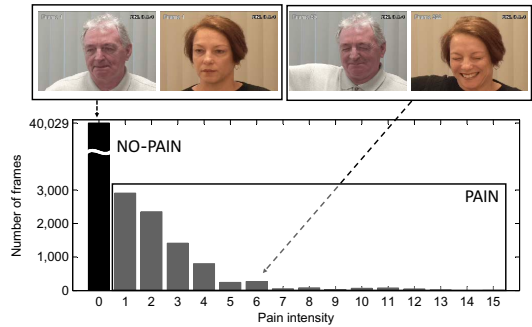 40,029
NO-PAIN
3,000
PAIN
2,000
1,000
0
Number of frames
0 1 2 3 4 5 6 7 8 9 10 11 12 13 14 15
Pain intensity